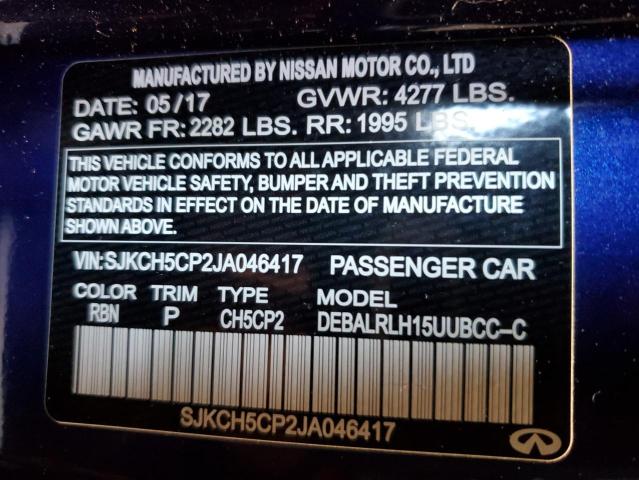 MANUFACTURED BY NISSAN MOTOR CO., LTD
DATE: 05/17 GVWR: 4277 LBS.
GAWR FR: 2282 LBS. RR: 1995 LBS.
THIS VEHICLE CONFORMS TO ALL APPLICABLE FEDERAL
MOTOR VEHICLE SAFETY, BUMPER AND THEFT PREVENTION
STANDARDS IN EFFECT ON THE DATE OF MANUFACTURE
SHOWN ABOVE.
VIN:SJKCH5CP2JA046417 PASSENGER CAR
COLOR TRIM TYPE MODEL
RBN P CH5CP2 DEBALRLH15UUBCC-C
SJKCH5CP2JA046417